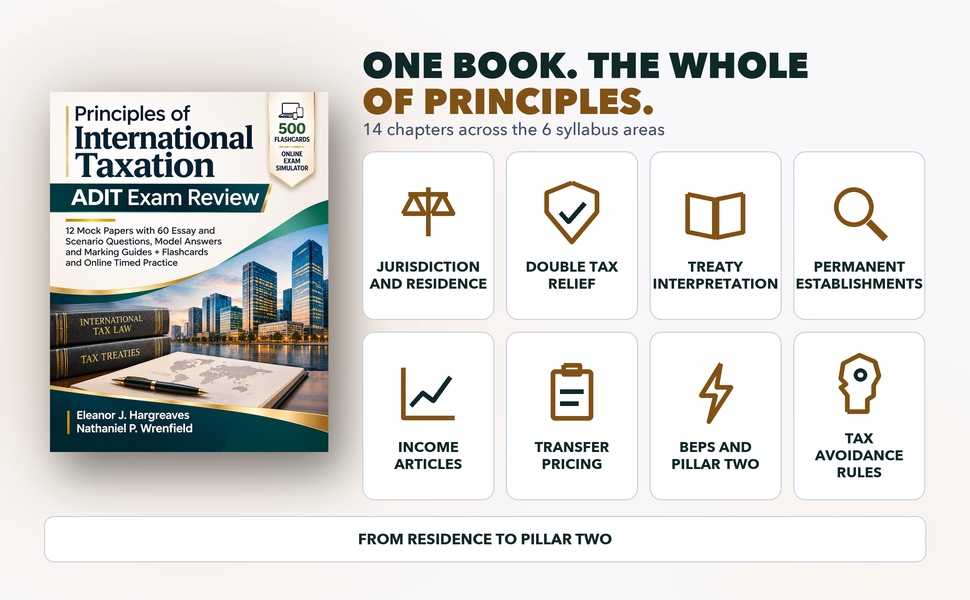 ONE BOOK. THE WHOLE
OF PRINCIPLES.
14 chapters across the 6 syllabus areas
Principles of
International
Taxation
500
FLASHCARDS
ONLINE
EXAM
SIMULATOR
ADIT Exam Review
12 Mock Papers with 60 Essay and
Scenario Questions, Model Answers
and Marking Guides + Flashcards
and Online Timed Practice
INTERNATIONAL
TAX LAW
TAX TREATIES
Eleanor J. Hargreaves
Nathaniel P. Wrenfield
JURISDICTION
AND RESIDENCE
DOUBLE TAX
RELIEF
TREATY
INTERPRETATION
PERMANENT
ESTABLISHMENTS
INCOME
ARTICLES
TRANSFER
PRICING
BEPS AND
PILLAR TWO
TAX
AVOIDANCE
RULES
FROM RESIDENCE TO PILLAR TWO